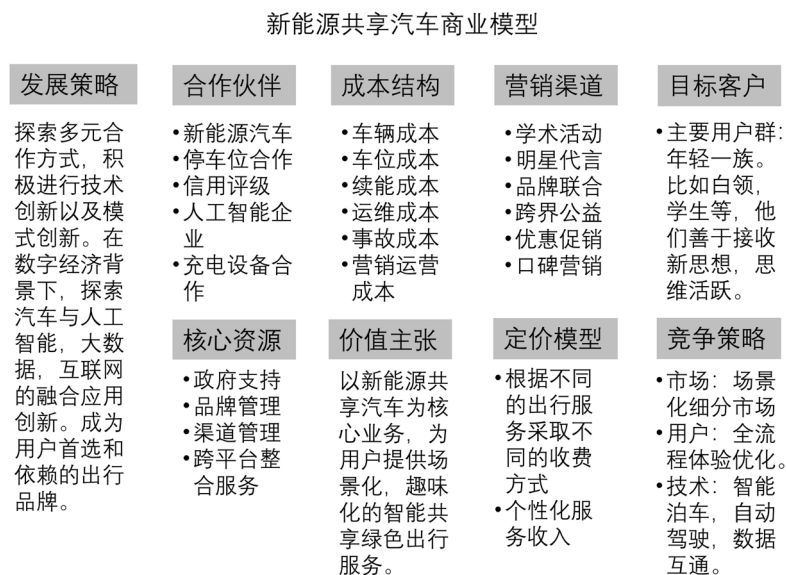 新能源共享汽车商业模型
发展策略
探索多元合
作方式，积
极进行技术
创新以及模
式创新。在
数字经济背
景下，探索
汽车与人工
智能，大数
据，互联网
的融合应用
创新。成为
用户首选和
依赖的出行
品牌。
合作伙伴
•新能源汽车
•停车位合作
•信用评级
•人工智能企
业
•充电设备合
作
成本结构
•车辆成本
•车位成本
•续能成本
•运维成本
•事故成本
•营销运营
成本
营销渠道
•学术活动
•明星代言
•品牌联合
•跨界公益
•优惠促销
•口碑营销
目标客户
•主要用户群：
年轻一族。
比如白领，
学生等，他
们善于接收
新思想，思
维活跃。
核心资源
•政府支持
•品牌管理
•渠道管理
•跨平台整
合服务
价值主张
以新能源共
享汽车为核
心业务，为
用户提供场
景化，趣味
化的智能共
享绿色出行
服务。
定价模型
•根据不同
的出行服
务采取不
同的收费
方式
•个性化服
务收入
竞争策略
•市场：场景
化细分市场
•用户：全流
程体验优化。
•技术：智能
泊车，自动
驾驶，数据
互通。